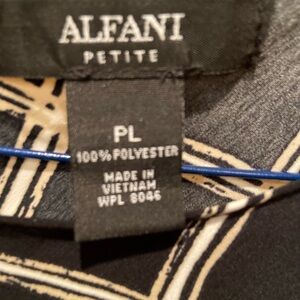 ALFANI
PETITE
PL
100% POLYESTER
MADE IN
VIETNAM
WPL 8046